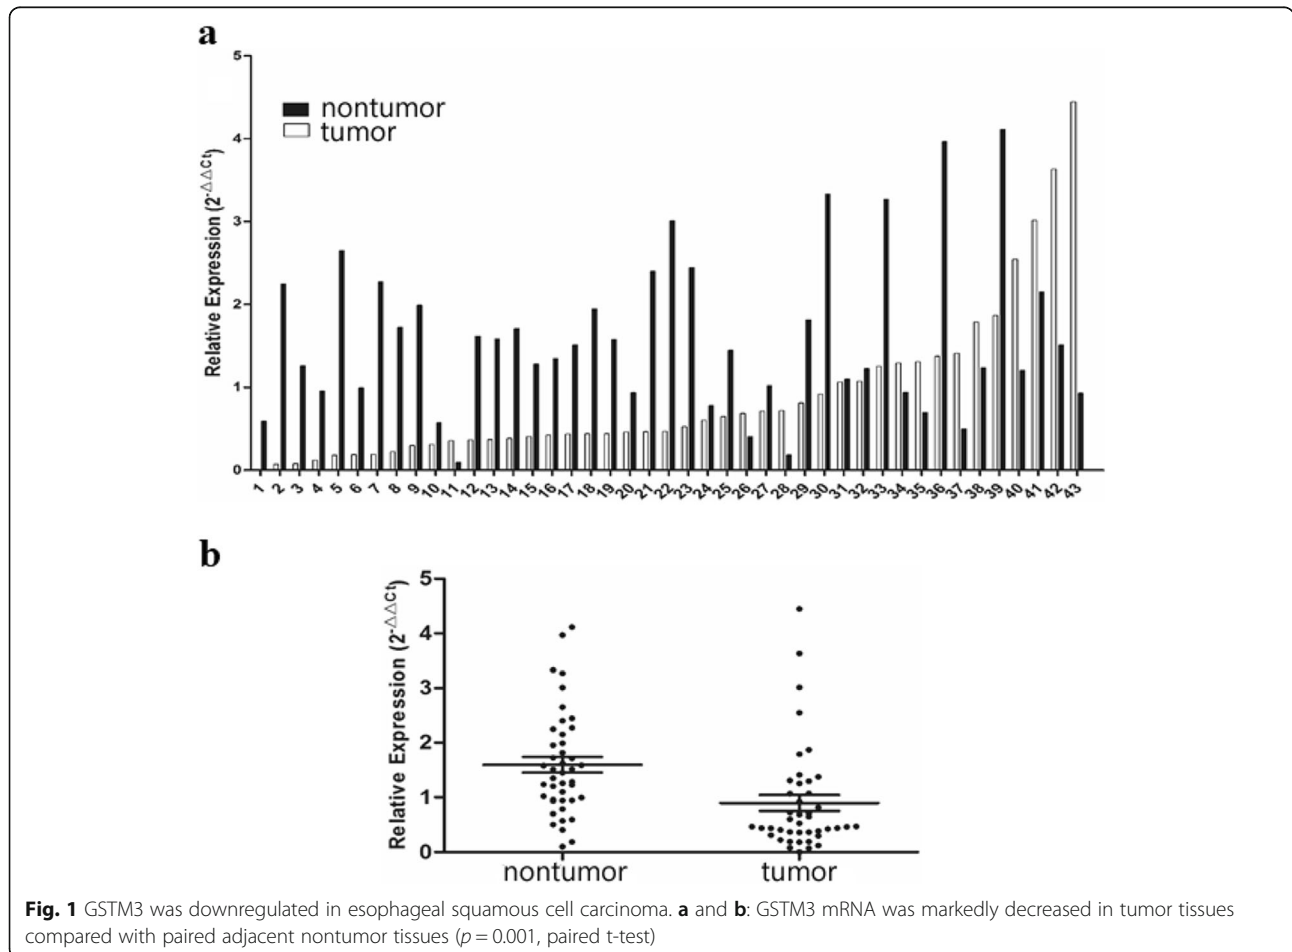 a
5
4
3
2
1
0
Relative Expression (2^-△△Ct)
nontumor
tumor
1 2 3 4 5 6 7 8 9 10 11 12 13 14 15 16 17 18 19 20 21 22 23 24 25 26 27 28 29 30 31 32 33 34 35 36 37 38 39 40 41 42 43
b
5
4
3
2
1
0
Relative Expression (2^-△△Ct)
nontumor tumor
Fig. 1 GSTM3 was downregulated in esophageal squamous cell carcinoma. a and b: GSTM3 mRNA was markedly decreased in tumor tissues
compared with paired adjacent nontumor tissues (p = 0.001, paired t-test)